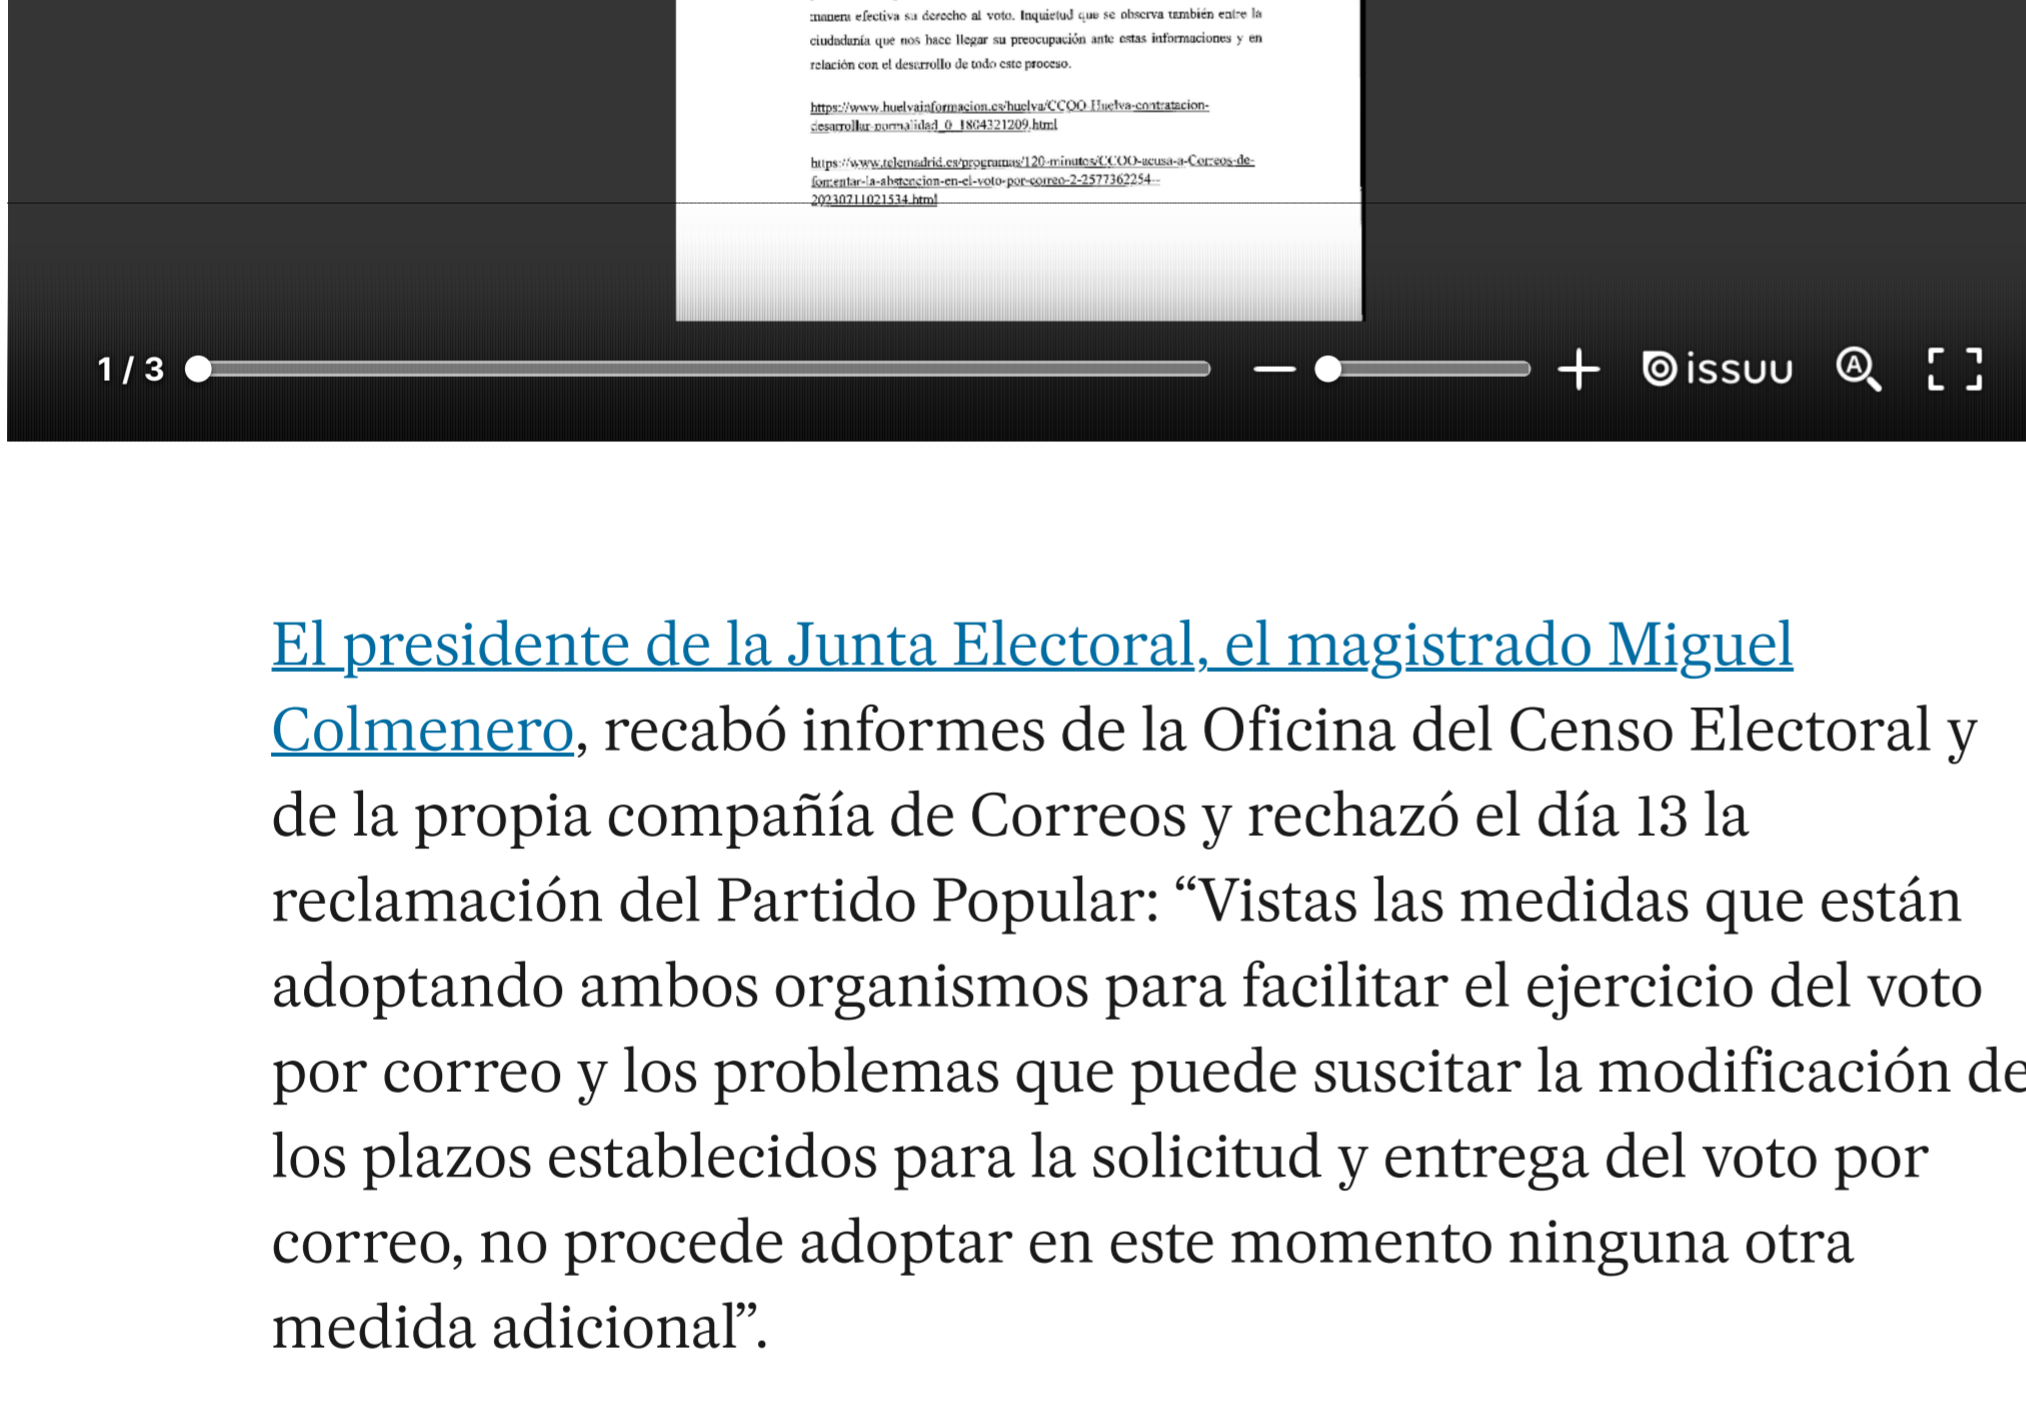 manera efectiva su derecho al voto. Inquietud que se observa también entre la
ciudadanía que nos hace llegar su preocupación ante estas informaciones y en
relación con el desarrollo de todo este proceso.
https://www.huelvainformacion.es/huelva/CCOO-Huelva-contratacion-
desarrollar-normalidad_0_1804321209.html
https://www.telemadrid.es/programas/120-minutos/CCOO-acusa-a-Correos-de-
fomentar-la-abstencion-en-el-voto-por-correo-2-2577362254--
20230711021534.html
1 / 3
issuu
A
El presidente de la Junta Electoral, el magistrado Miguel
Colmenero, recabó informes de la Oficina del Censo Electoral y
de la propia compañía de Correos y rechazó el día 13 la
reclamación del Partido Popular: “Vistas las medidas que están
adoptando ambos organismos para facilitar el ejercicio del voto
por correo y los problemas que puede suscitar la modificación de
los plazos establecidos para la solicitud y entrega del voto por
correo, no procede adoptar en este momento ninguna otra
medida adicional”.